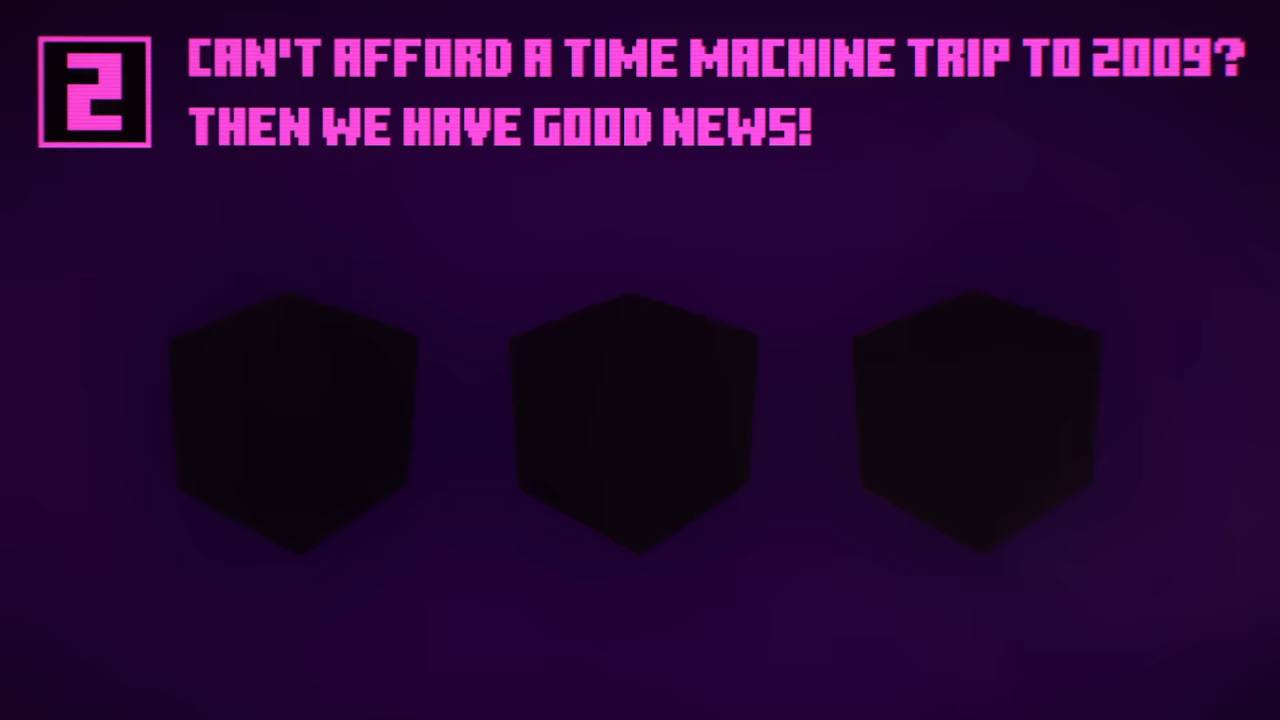 2
CAN'T AFFORD A TIME MACHINE TRIP TO 2009?
THEN WE HAVE GOOD NEWS!